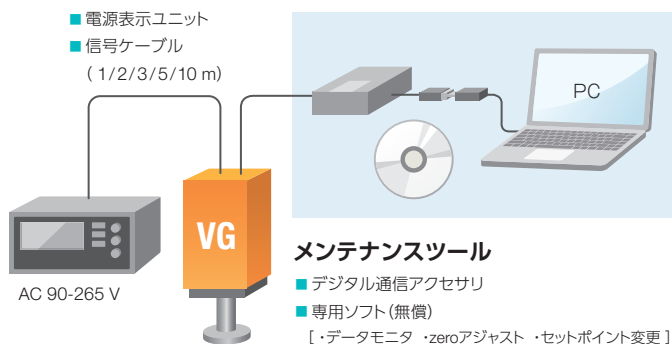 ■ 電源表示ユニット
■ 信号ケーブル
（1/2/3/5/10 m）
PC
VG
AC 90-265 V
メンテナンスツール
■ デジタル通信アクセサリ
■ 専用ソフト（無償）
[ ・データモニタ ・zeroアジャスト ・セットポイント変更 ]